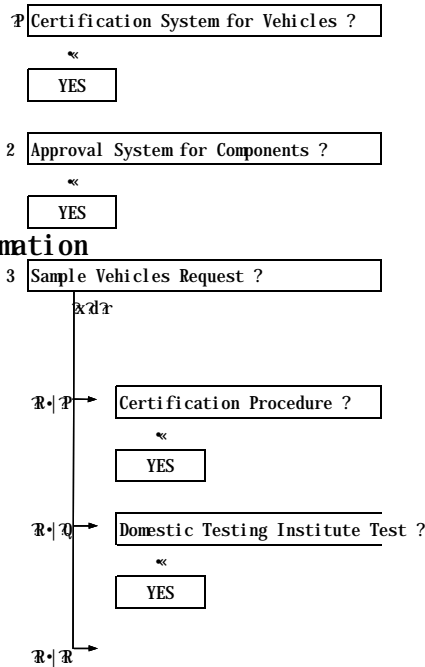 Certification System for Vehicles ?
YES
2 Approval System for Components ?
YES
mation
3 Sample Vehicles Request ?
Certification Procedure ?
YES
Domestic Testing Institute Test ?
YES